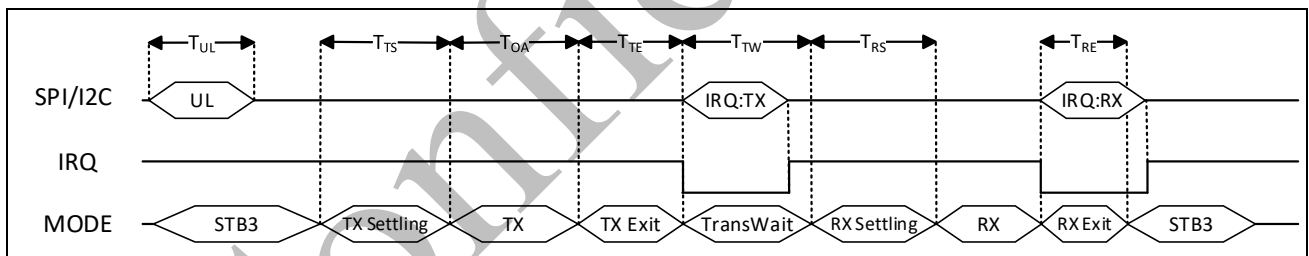 TUL TTS TOA TTE TTW TRS TRE
SPI/I2C UL IRQ:TX IRQ:RX
IRQ
MODE STB3 TX Settling TX TX Exit TransWait RX Settling RX RX Exit STB3